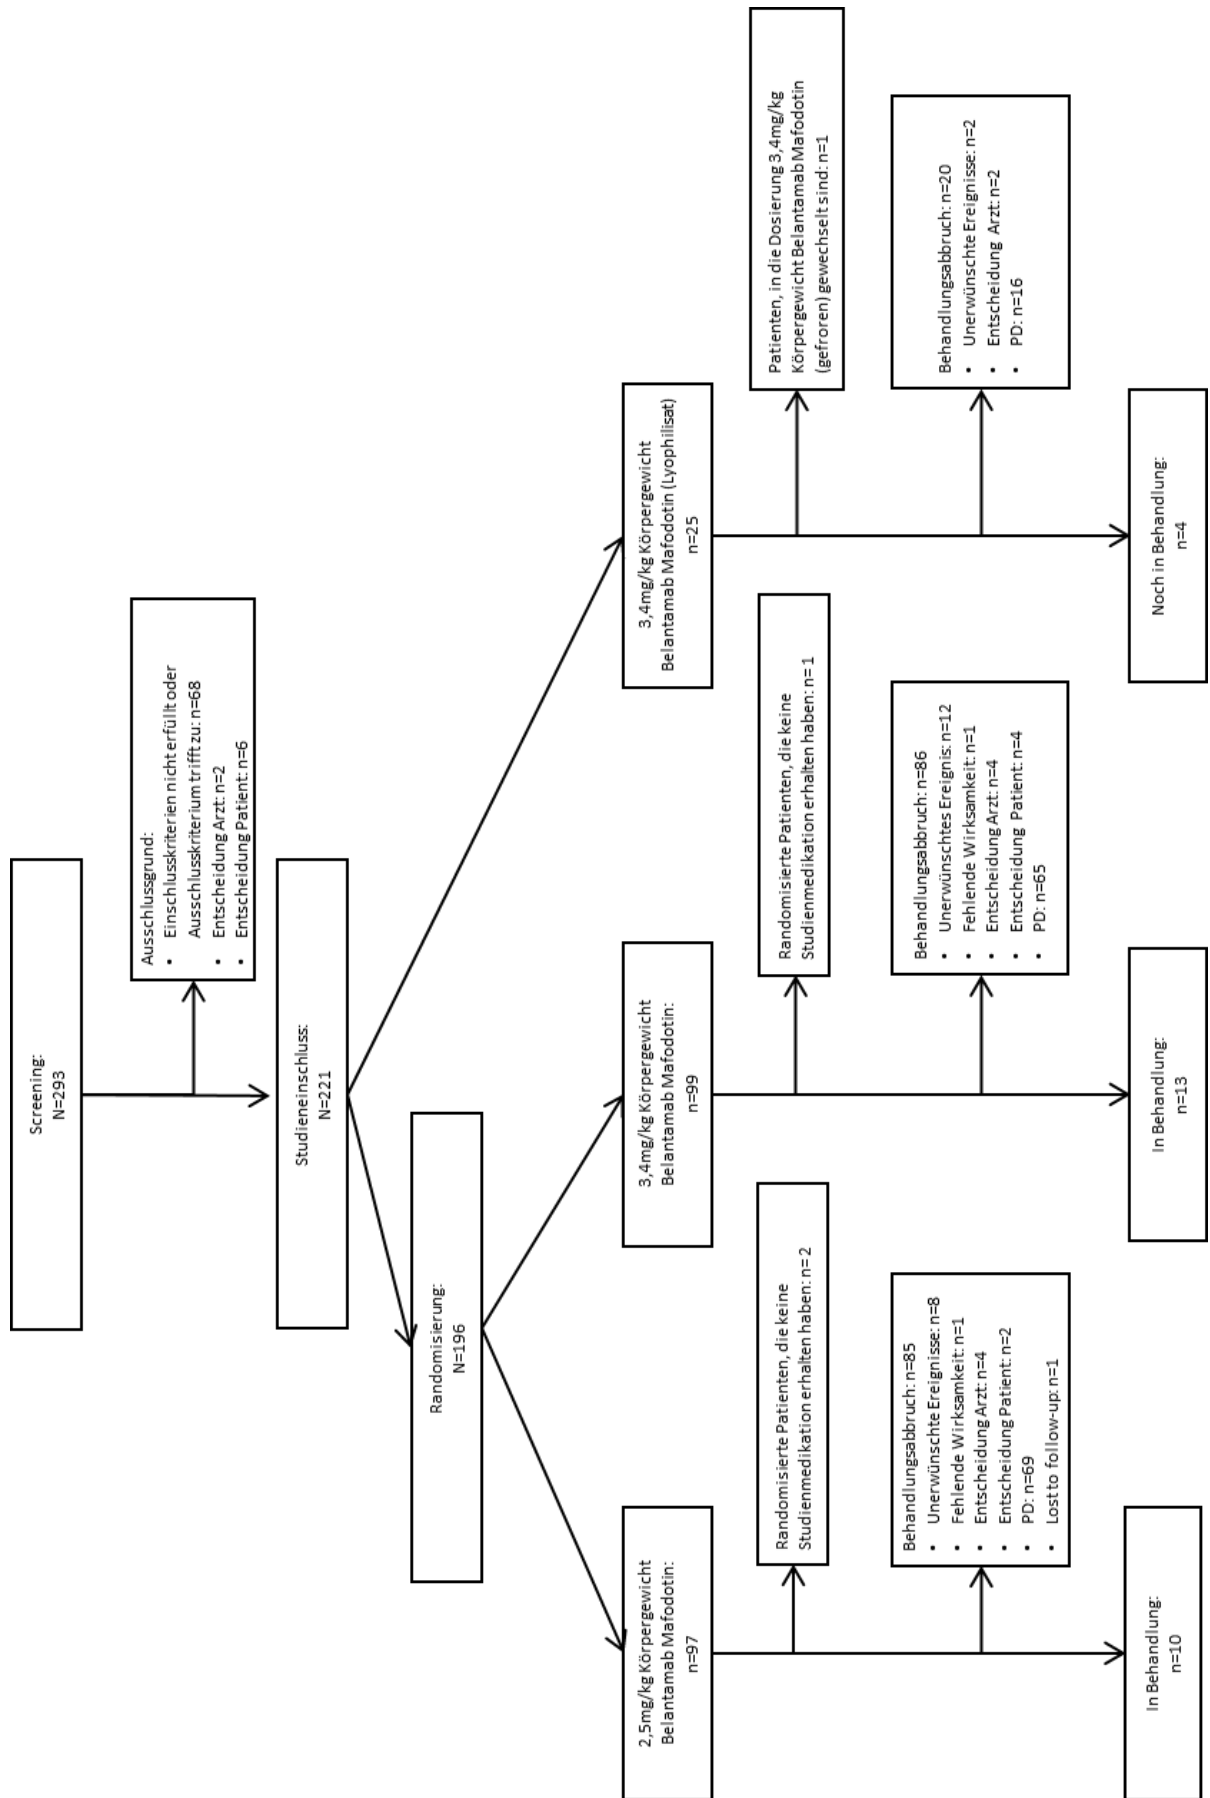 Screening:
N=293
Ausschlussgrund:
• Einschlusskriterien nicht erfüllt oder
Ausschlusskriterium trifft zu: n=68
• Entscheidung Arzt: n=2
• Entscheidung Patient: n=6
Studieneinschluss:
N=221
Randomisierung:
N=196
2,5mg/kg Körpergewicht
Belantamab Mafodotin:
n=97
3,4mg/kg Körpergewicht
Belantamab Mafodotin:
n=99
3,4mg/kg Körpergewicht
Belantamab Mafodotin (Lyophilisat)
n=25
Randomisierte Patienten, die keine
Studienmedikation erhalten haben: n= 2
Randomisierte Patienten, die keine
Studienmedikation erhalten haben: n= 1
Patienten, in die Dosierung 3,4mg/kg
Körpergewicht Belantamab Mafodotin
(gefroren) gewechselt sind: n=1
Behandlungsabbruch: n=85
• Unerwünschte Ereignisse: n=8
• Fehlende Wirksamkeit: n=1
• Entscheidung Arzt: n=4
• Entscheidung Patient: n=2
• PD: n=69
• Lost to follow-up: n=1
Behandlungsabbruch: n=86
• Unerwünschtes Ereignis: n=12
• Fehlende Wirksamkeit: n=1
• Entscheidung Arzt: n=4
• Entscheidung Patient: n=4
• PD: n=65
Behandlungsabbruch: n=20
• Unerwünschte Ereignisse: n=2
• Entscheidung Arzt: n=2
• PD: n=16
In Behandlung:
n=10
In Behandlung:
n=13
Noch in Behandlung:
n=4